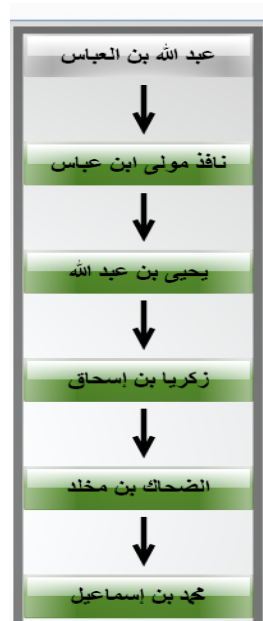 عبد الله بن العباس
نافذ مولى ابن عباس
يحيى بن عبد الله
زكريا بن إسحاق
الضحاك بن مخلد
محمد بن إسماعيل